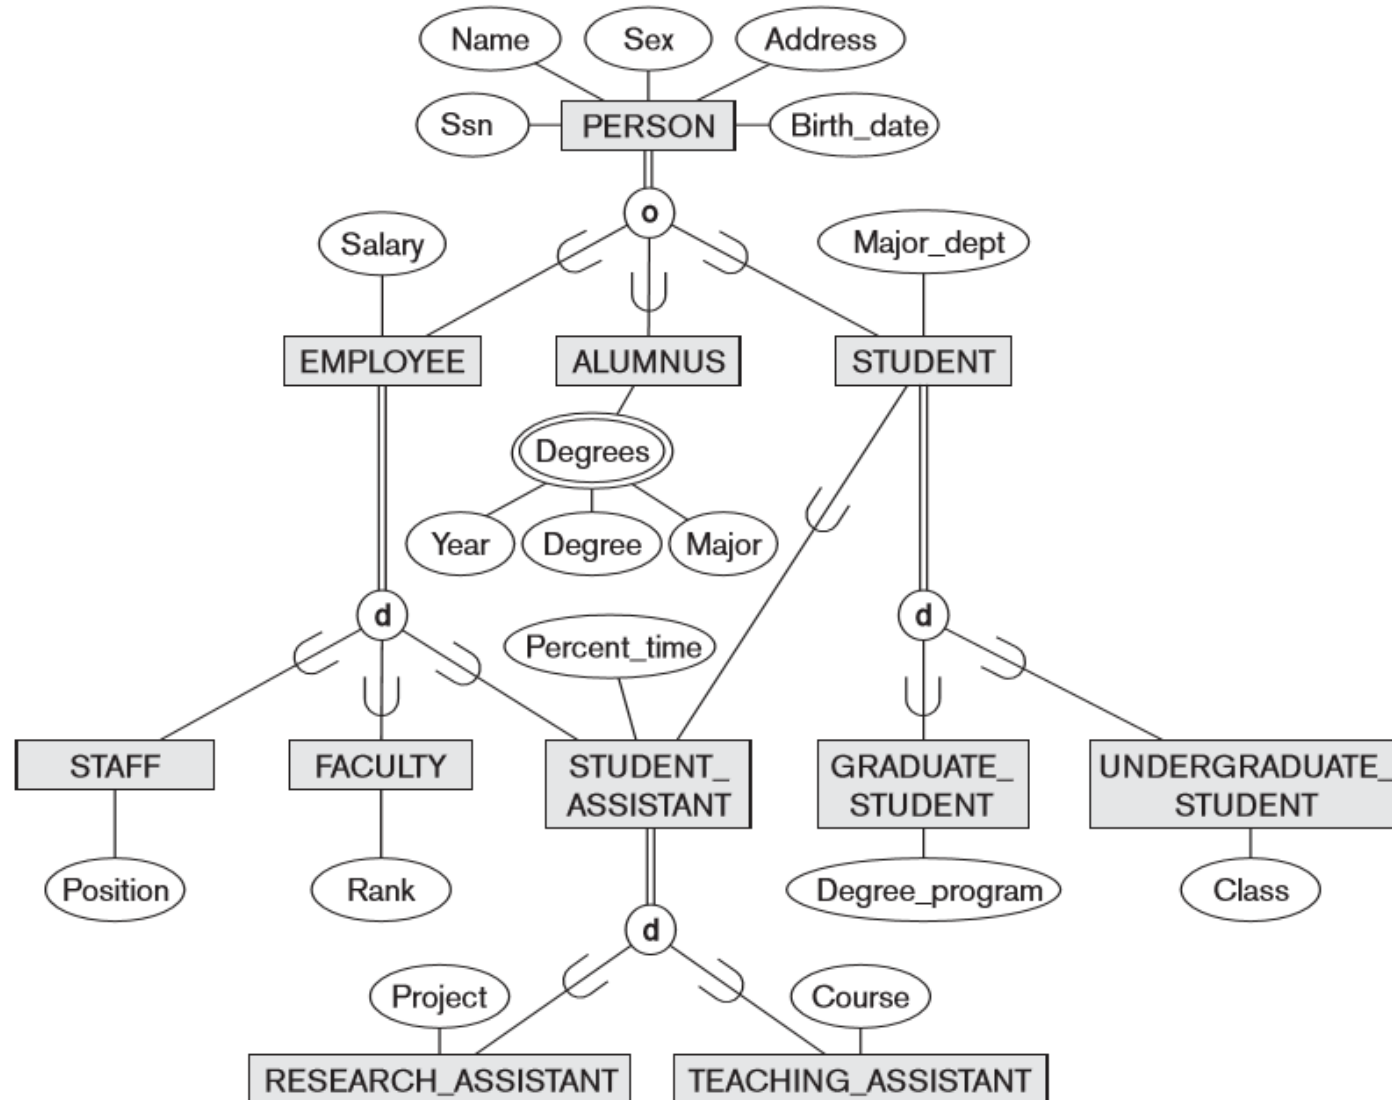 Name
Sex
Address
Ssn
PERSON
Birth_date
o
Salary
Major_dept
EMPLOYEE
ALUMNUS
STUDENT
Degrees
Year
Degree
Major
d
d
Percent_time
STAFF
FACULTY
STUDENT_
ASSISTANT
GRADUATE_
STUDENT
UNDERGRADUATE_
STUDENT
Position
Rank
Degree_program
Class
d
Project
Course
RESEARCH_ASSISTANT
TEACHING_ASSISTANT